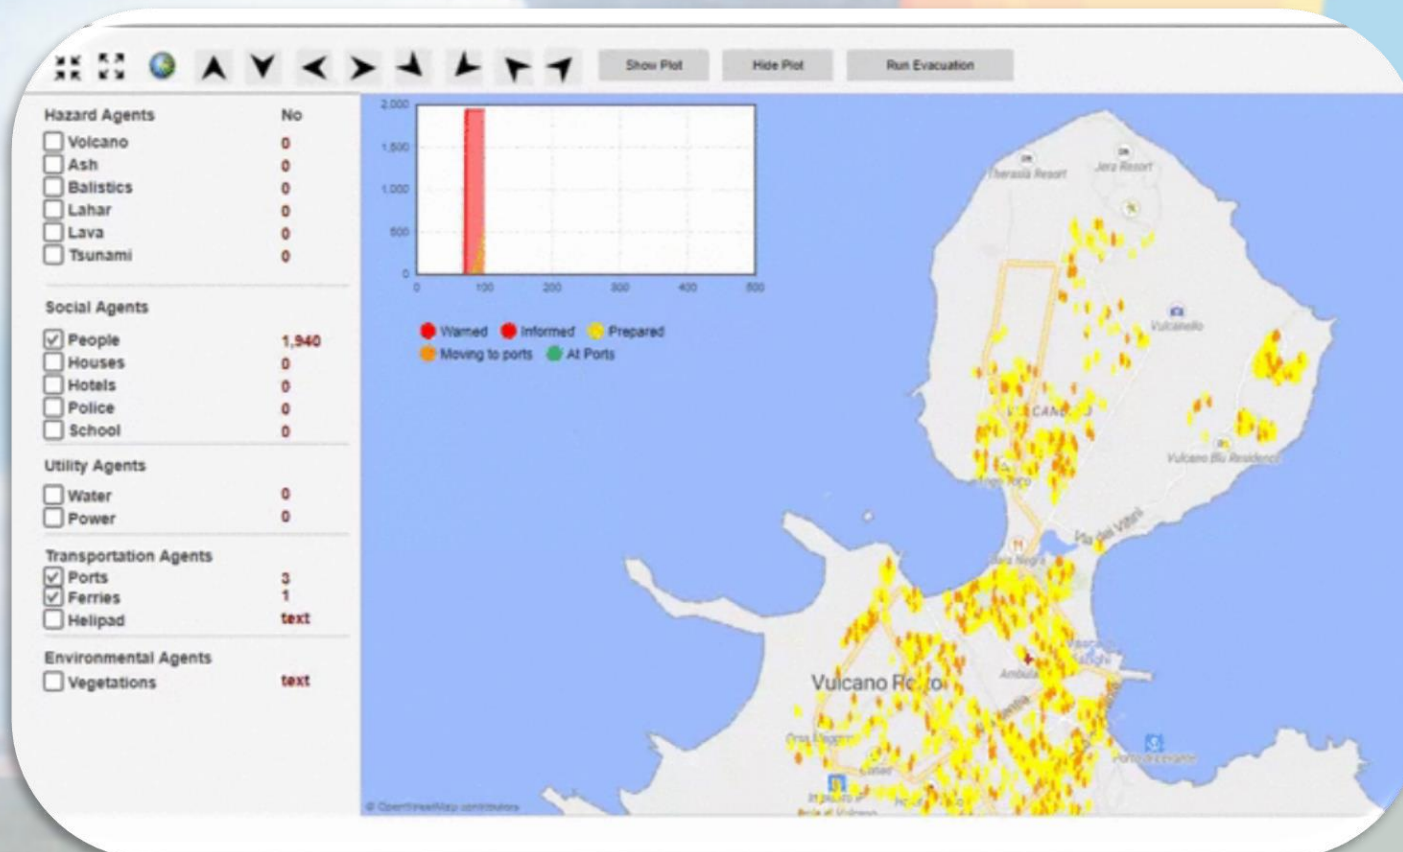 Show Plot Hide Plot Run Evacuation
Hazard Agents No
Volcano 0
Ash 0
Balistics 0
Lahar 0
Lava 0
Tsunami 0
Social Agents
People 1,940
Houses 0
Hotels 0
Police 0
School 0
Utility Agents
Water 0
Power 0
Transportation Agents
Ports 3
Ferries 1
Helipad text
Environmental Agents
Vegetations text
2,000
1,500
1,000
500
0
0 100 200 300 400 500
Warned Informed Prepared
Moving to ports At Ports
Therasia Resort
Jera Resort
Vulcanello
Vulcano Blu Residence
Via dei
Vulcano
Porto di Levante
© OpenStreetMap contributors